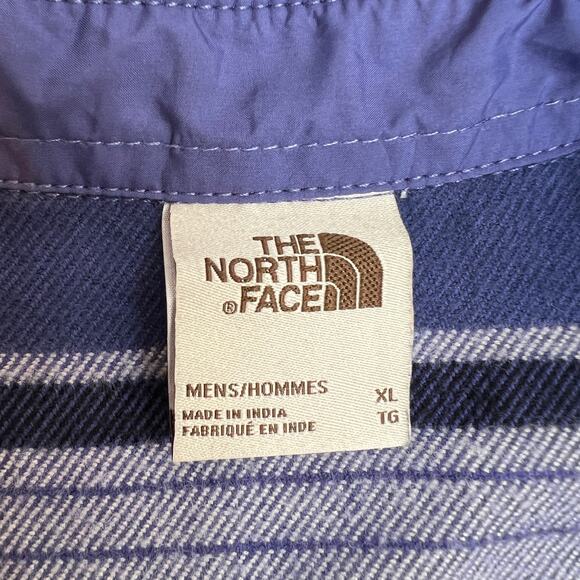 THE
NORTH
®FACE
MENS/HOMMES XL
MADE IN INDIA TG
FABRIQUÉ EN INDE